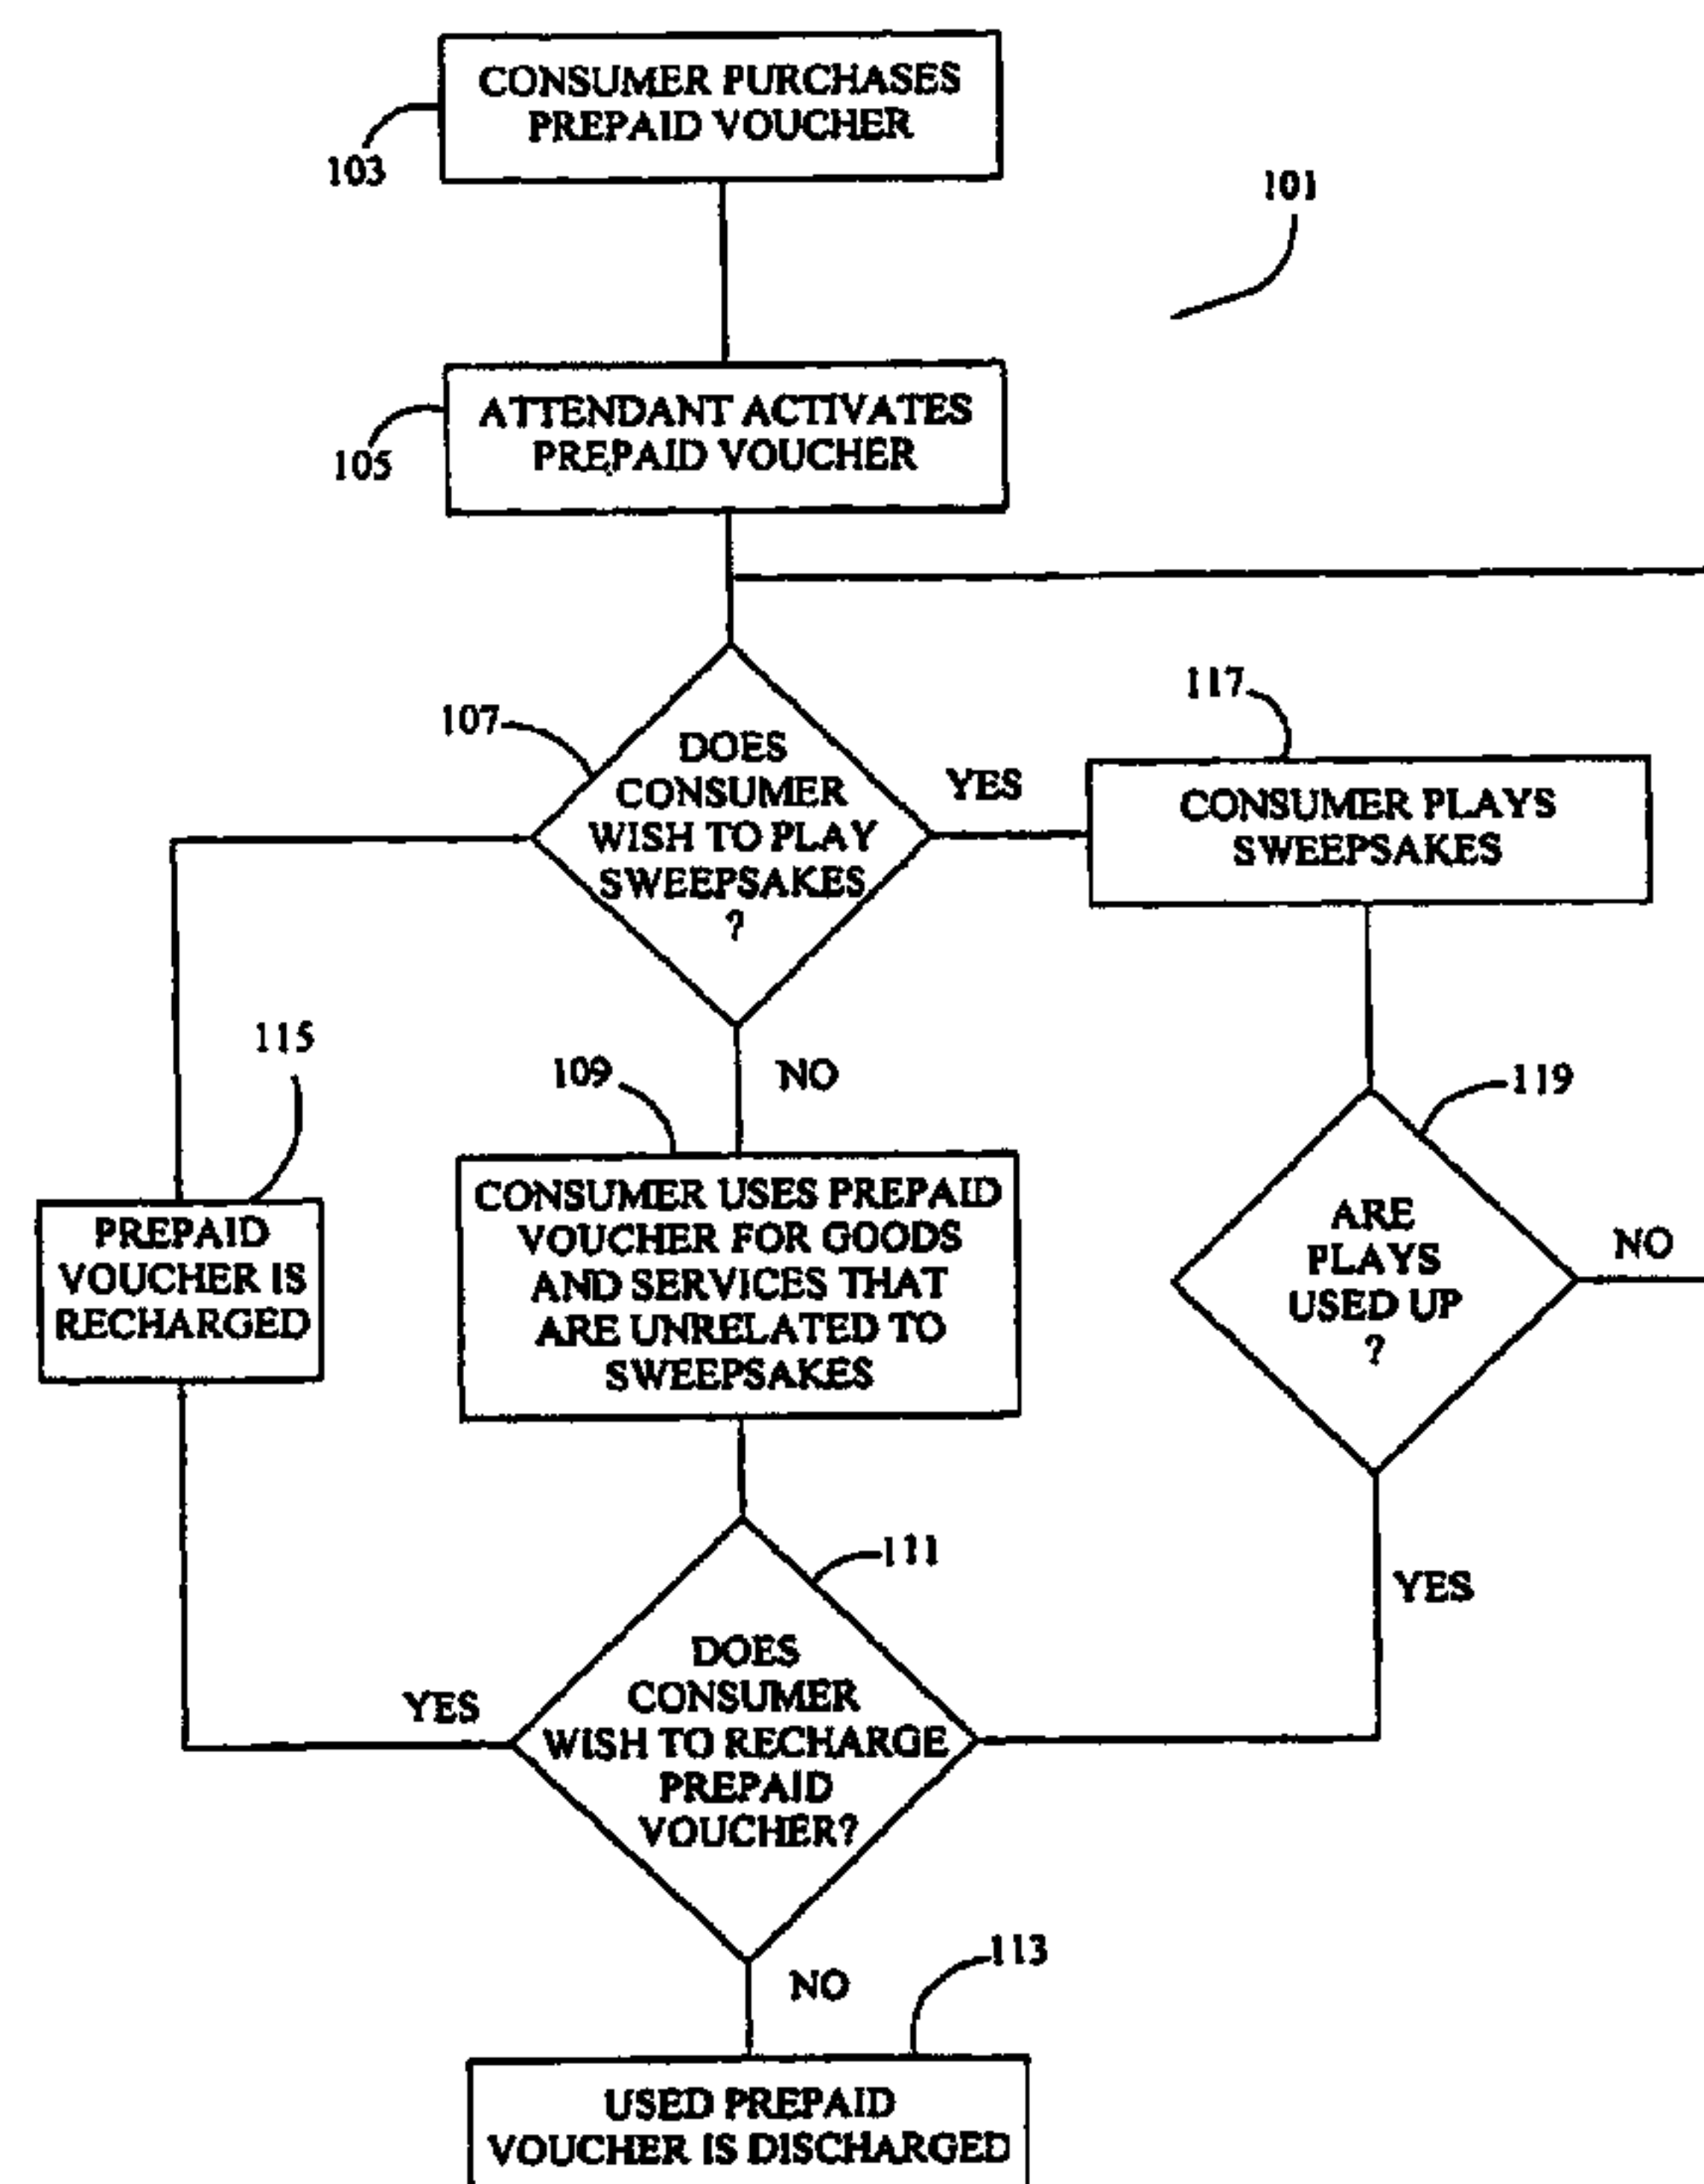 CONSUMER PURCHASES
PREPAID VOUCHER
103
101
ATTENDANT ACTIVATES
PREPAID VOUCHER
105
107
DOES
CONSUMER
WISH TO PLAY
SWEEPSAKES
?
YES
117
CONSUMER PLAYS
SWEEPSAKES
115
PREPAID
VOUCHER IS
RECHARGED
109
NO
CONSUMER USES PREPAID
VOUCHER FOR GOODS
AND SERVICES THAT
ARE UNRELATED TO
SWEEPSAKES
119
ARE
PLAYS
USED UP
?
NO
YES
111
DOES
CONSUMER
WISH TO RECHARGE
PREPAID
VOUCHER?
YES
NO
113
USED PREPAID
VOUCHER IS DISCHARGED